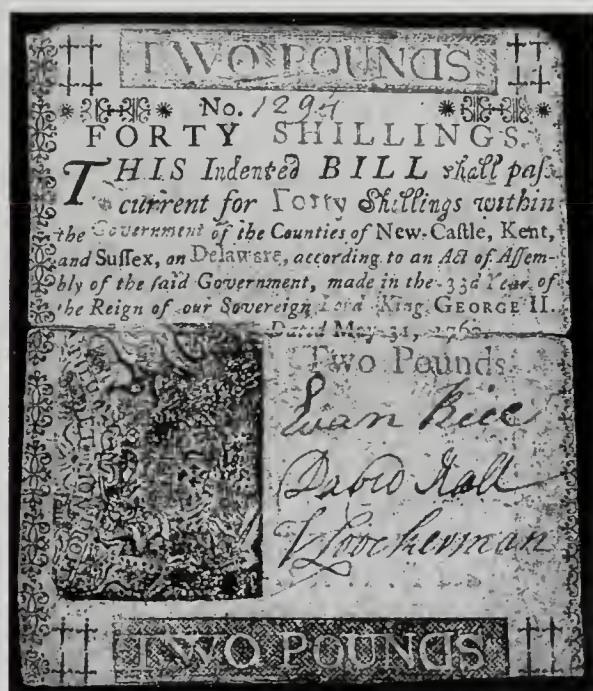 TWO POUNDS
No. 1294
FORTY SHILLINGS.
THIS Indented BILL shall pass
current for Forty Shillings within
the Government of the Counties of New-Castle, Kent,
and Sussex, on Delaware, according to an Act of Assem-
bly of the said Government, made in the 33d Year of
the Reign of our Sovereign Lord King GEORGE II.
Dated May 31, 1760.
Two Pounds.
Evan Rice
David Hall
V Loockerman
TWO POUNDS